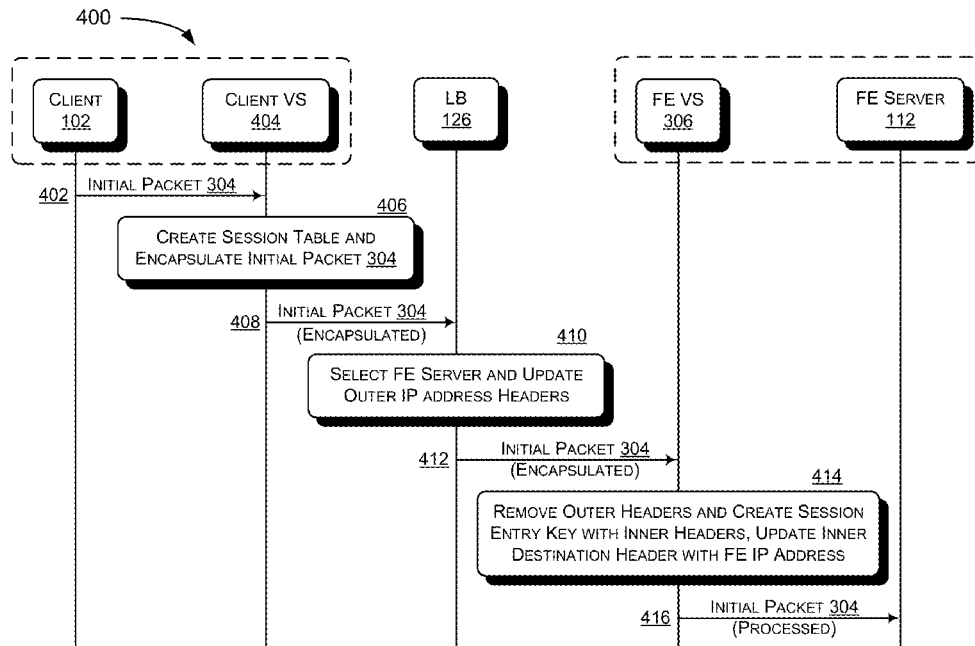 400
CLIENT
102
CLIENT VS
404
LB
126
FE VS
306
FE SERVER
112
402
INITIAL PACKET 304
406
CREATE SESSION TABLE AND
ENCAPSULATE INITIAL PACKET 304
408
INITIAL PACKET 304
(ENCAPSULATED)
410
SELECT FE SERVER AND UPDATE
OUTER IP ADDRESS HEADERS
412
INITIAL PACKET 304
(ENCAPSULATED)
414
REMOVE OUTER HEADERS AND CREATE SESSION
ENTRY KEY WITH INNER HEADERS, UPDATE INNER
DESTINATION HEADER WITH FE IP ADDRESS
416
INITIAL PACKET 304
(PROCESSED)